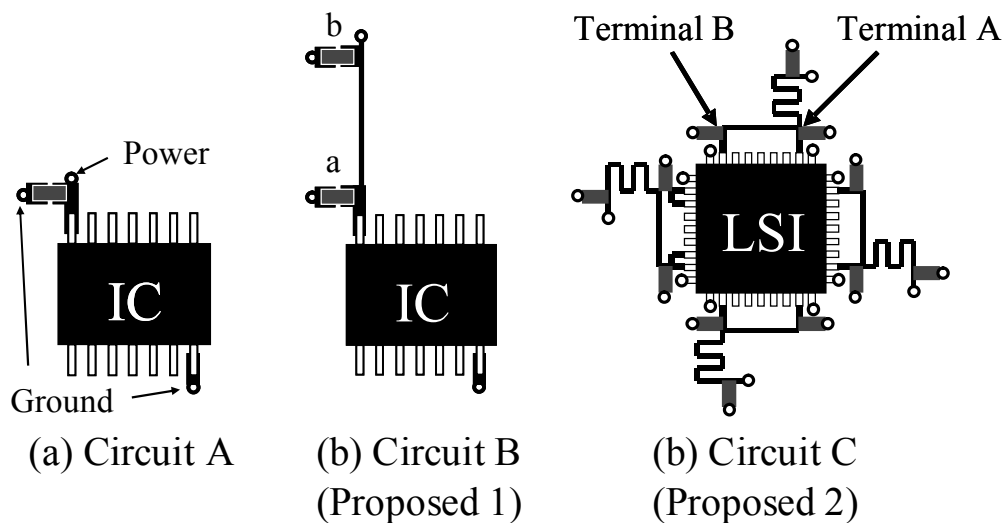 b
a
Power
IC
Ground
(a) Circuit A
IC
(b) Circuit B
(Proposed 1)
Terminal B
Terminal A
LSI
(b) Circuit C
(Proposed 2)